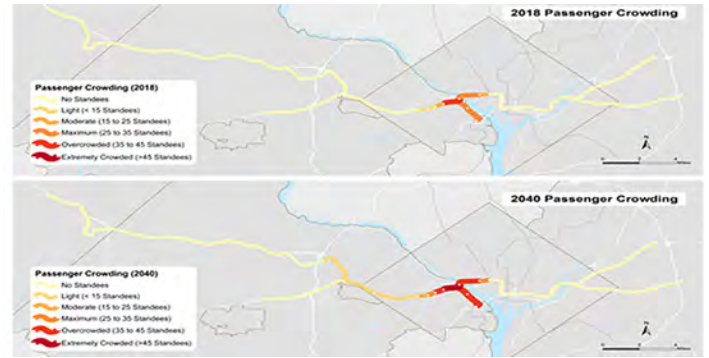 2018 Passenger Crowding
Passenger Crowding (2018)
No Standees
Light (< 15 Standees)
Moderate (15 to 25 Standees)
Maximum (25 to 35 Standees)
Overcrowded (35 to 45 Standees)
Extremely Crowded (>45 Standees)
2040 Passenger Crowding
Passenger Crowding (2040)
No Standees
Light (< 15 Standees)
Moderate (15 to 25 Standees)
Maximum (25 to 35 Standees)
Overcrowded (35 to 45 Standees)
Extremely Crowded (>45 Standees)